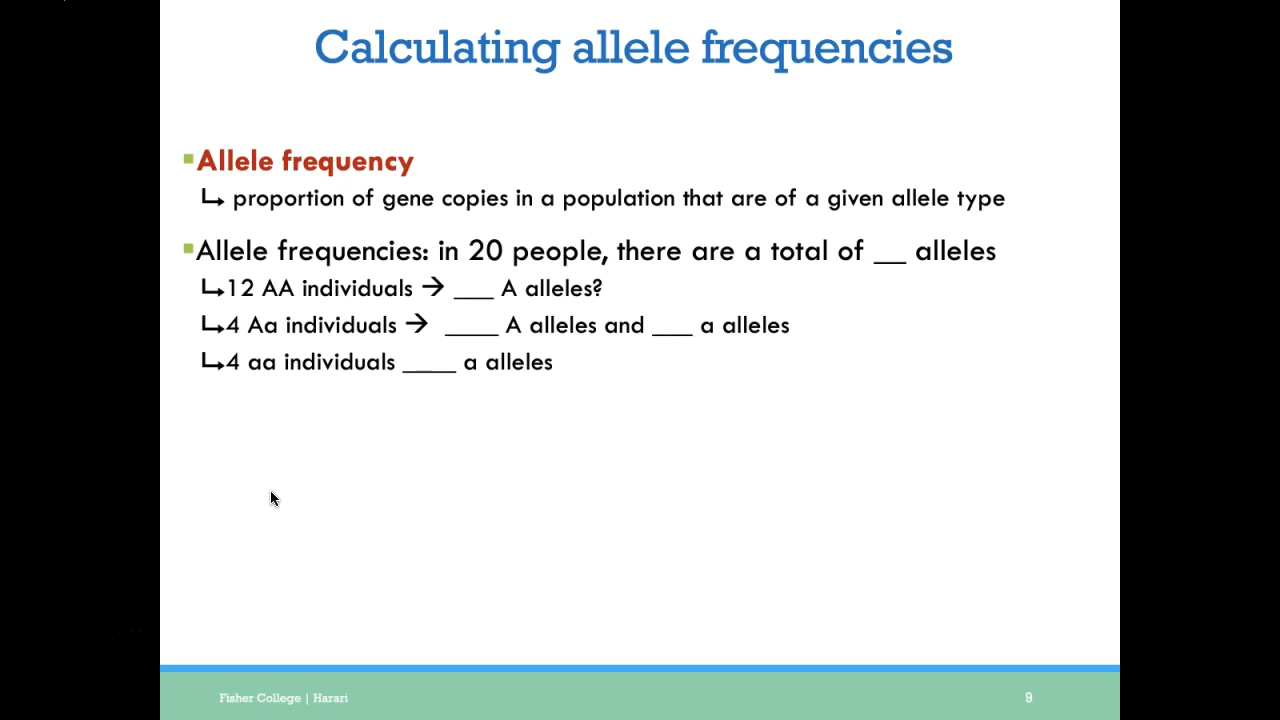 Calculating allele frequencies
▪Allele frequency
↳ proportion of gene copies in a population that are of a given allele type
▪Allele frequencies: in 20 people, there are a total of __ alleles
↳12 AA individuals → ___ A alleles?
↳4 Aa individuals → ____ A alleles and ___ a alleles
↳4 aa individuals ____ a alleles
Fisher College | Harari
9